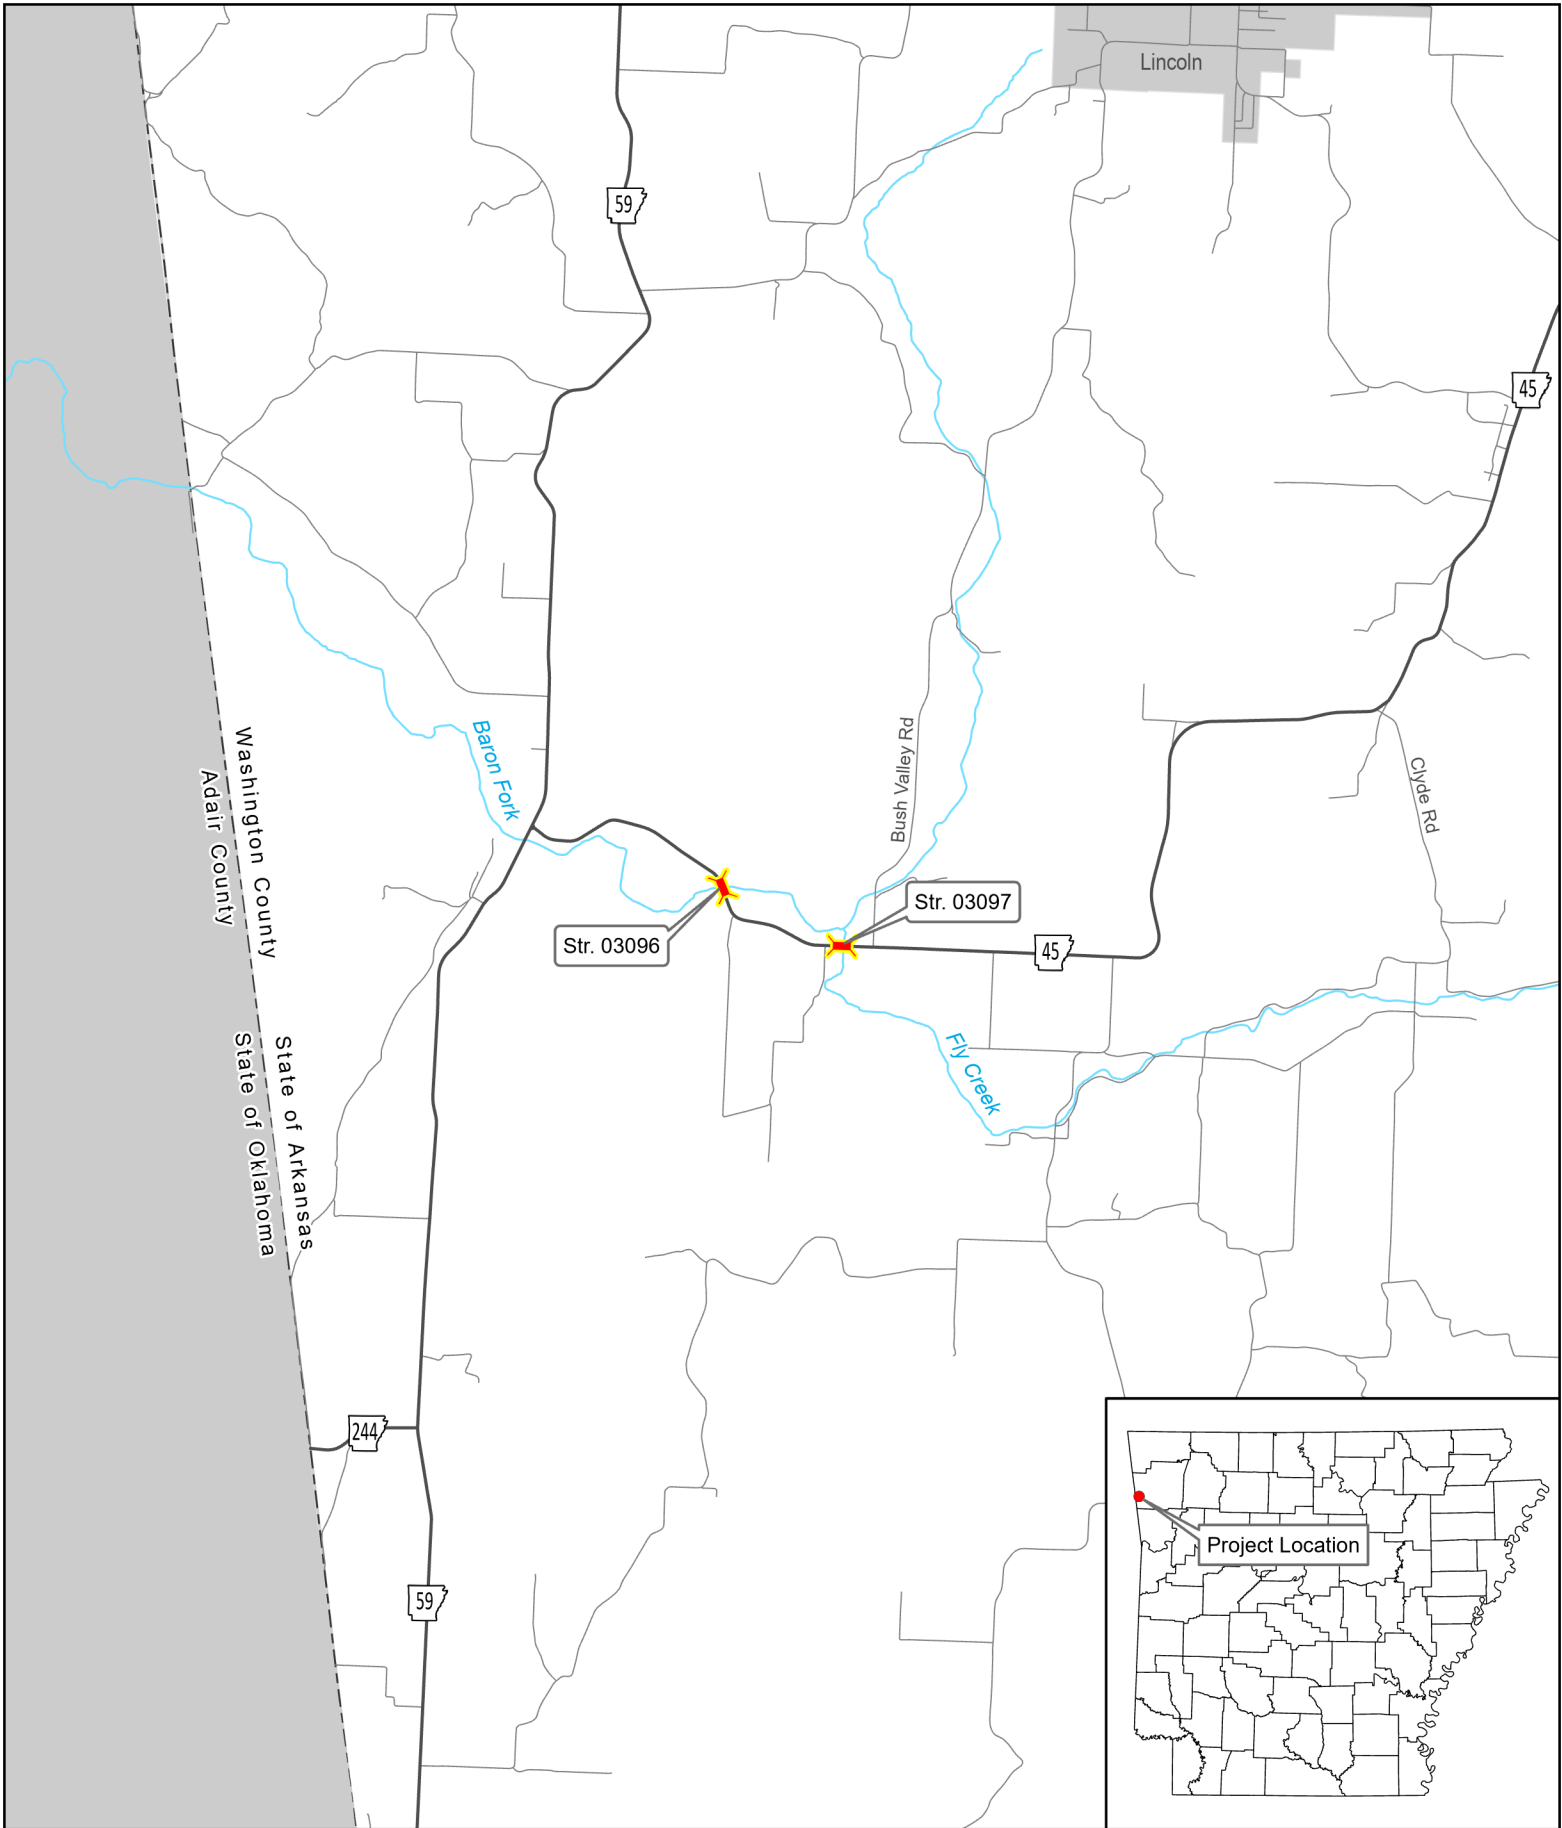 Lincoln
59
45
Baron Fork
Bush Valley Rd
Clyde Rd
Washington County
Adair County
Str. 03097
Str. 03096
45
Fly Creek
State of Arkansas
State of Oklahoma
244
Project Location
59